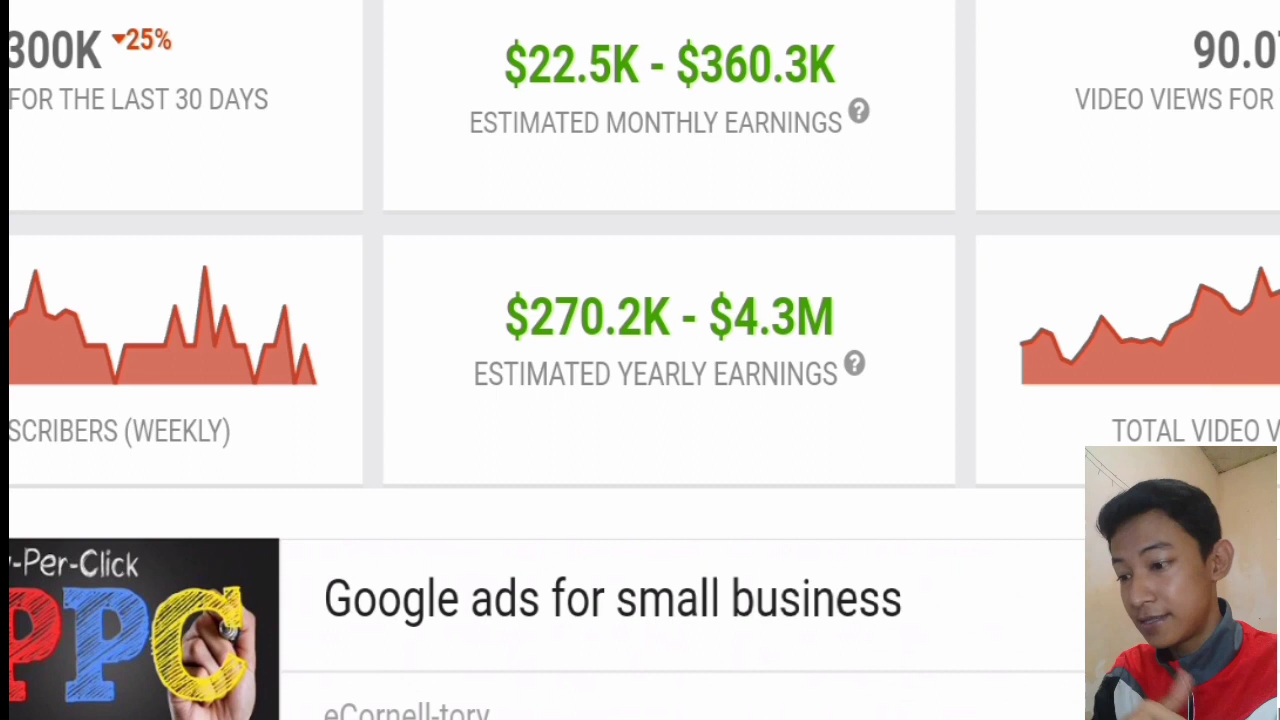 300K 25%
FOR THE LAST 30 DAYS
$22.5K - $360.3K
ESTIMATED MONTHLY EARNINGS ?
90.0
VIDEO VIEWS FOR
SCRIBERS (WEEKLY)
$270.2K - $4.3M
ESTIMATED YEARLY EARNINGS ?
TOTAL VIDEO V
-Per-Click
PPC
Google ads for small business
eCornell-tory